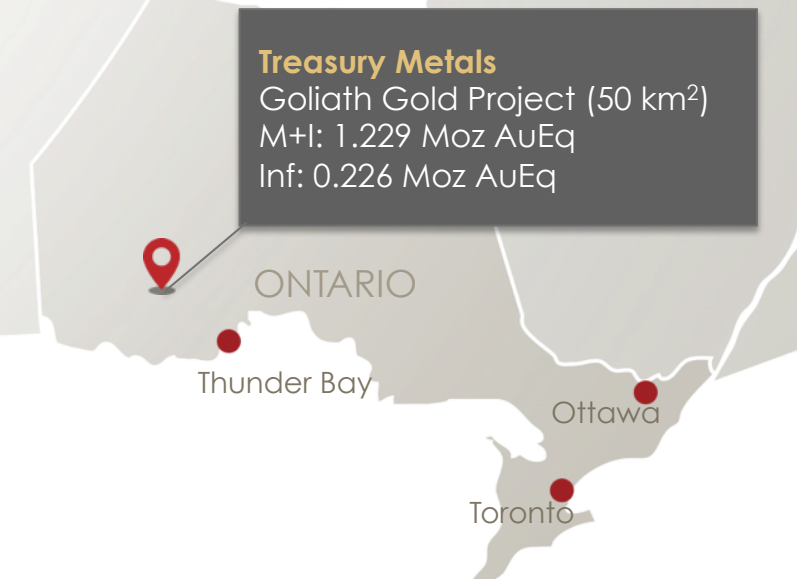 Treasury Metals
Goliath Gold Project (50 km²)
M+I: 1.229 Moz AuEq
Inf: 0.226 Moz AuEq
ONTARIO
Thunder Bay
Ottawa
Toronto